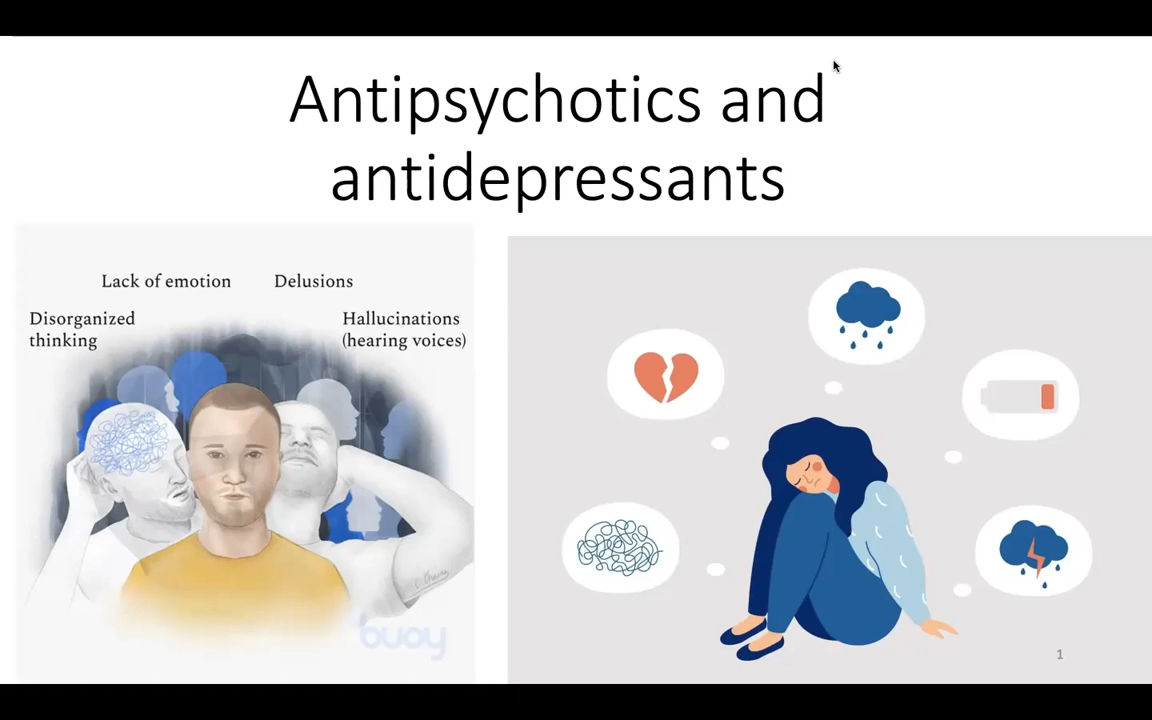 Antipsychotics and
antidepressants
Lack of emotion
Delusions
Disorganized
thinking
Hallucinations
(hearing voices)
buoy
1